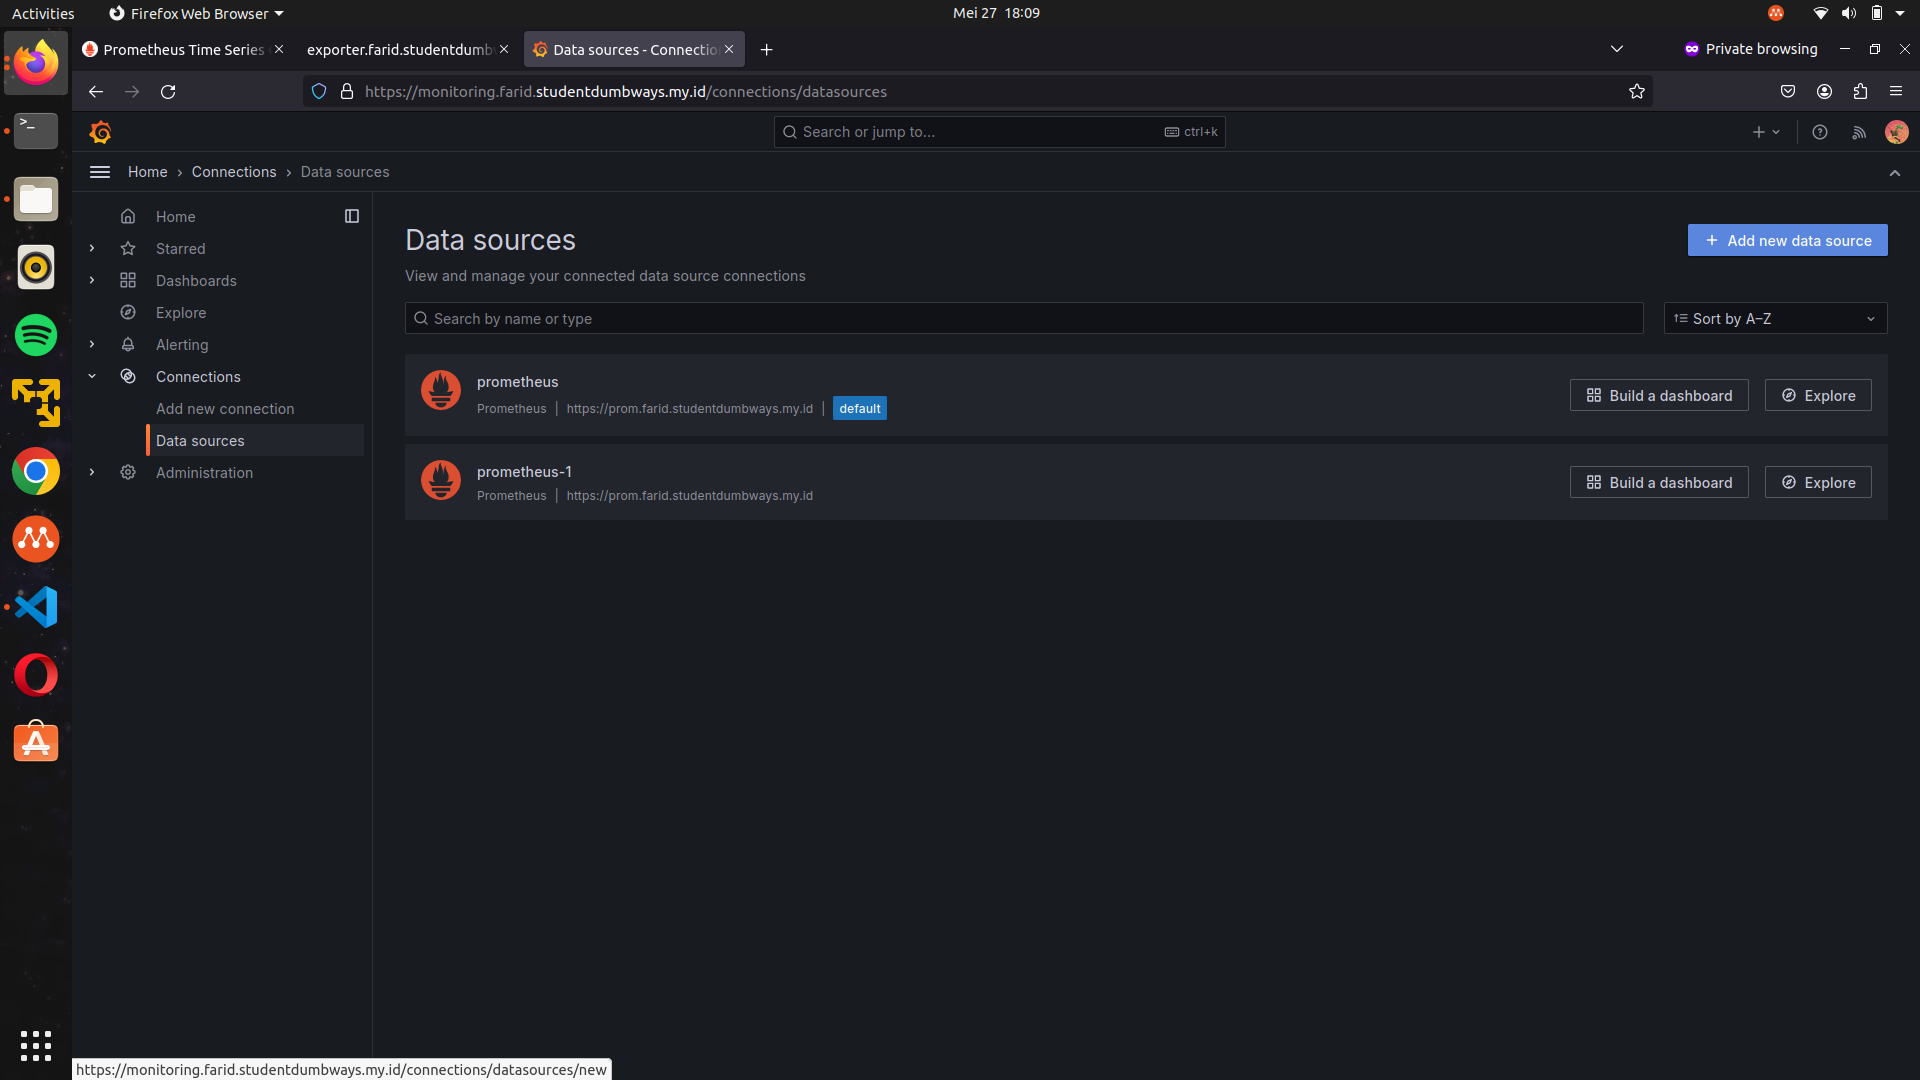 Activities
Firefox Web Browser
Mei 27 18:09
Prometheus Time Series
exporter.farid.studentdumb
Data sources - Connectio
Private browsing
https://monitoring.farid.studentdumbways.my.id/connections/datasources
Search or jump to...
ctrl+k
Home › Connections › Data sources
Home
Starred
Dashboards
Explore
Alerting
Connections
Add new connection
Data sources
Administration
Data sources
Add new data source
View and manage your connected data source connections
Search by name or type
Sort by A–Z
prometheus
Prometheus | https://prom.farid.studentdumbways.my.id | default
Build a dashboard
Explore
prometheus-1
Prometheus | https://prom.farid.studentdumbways.my.id
Build a dashboard
Explore
https://monitoring.farid.studentdumbways.my.id/connections/datasources/new